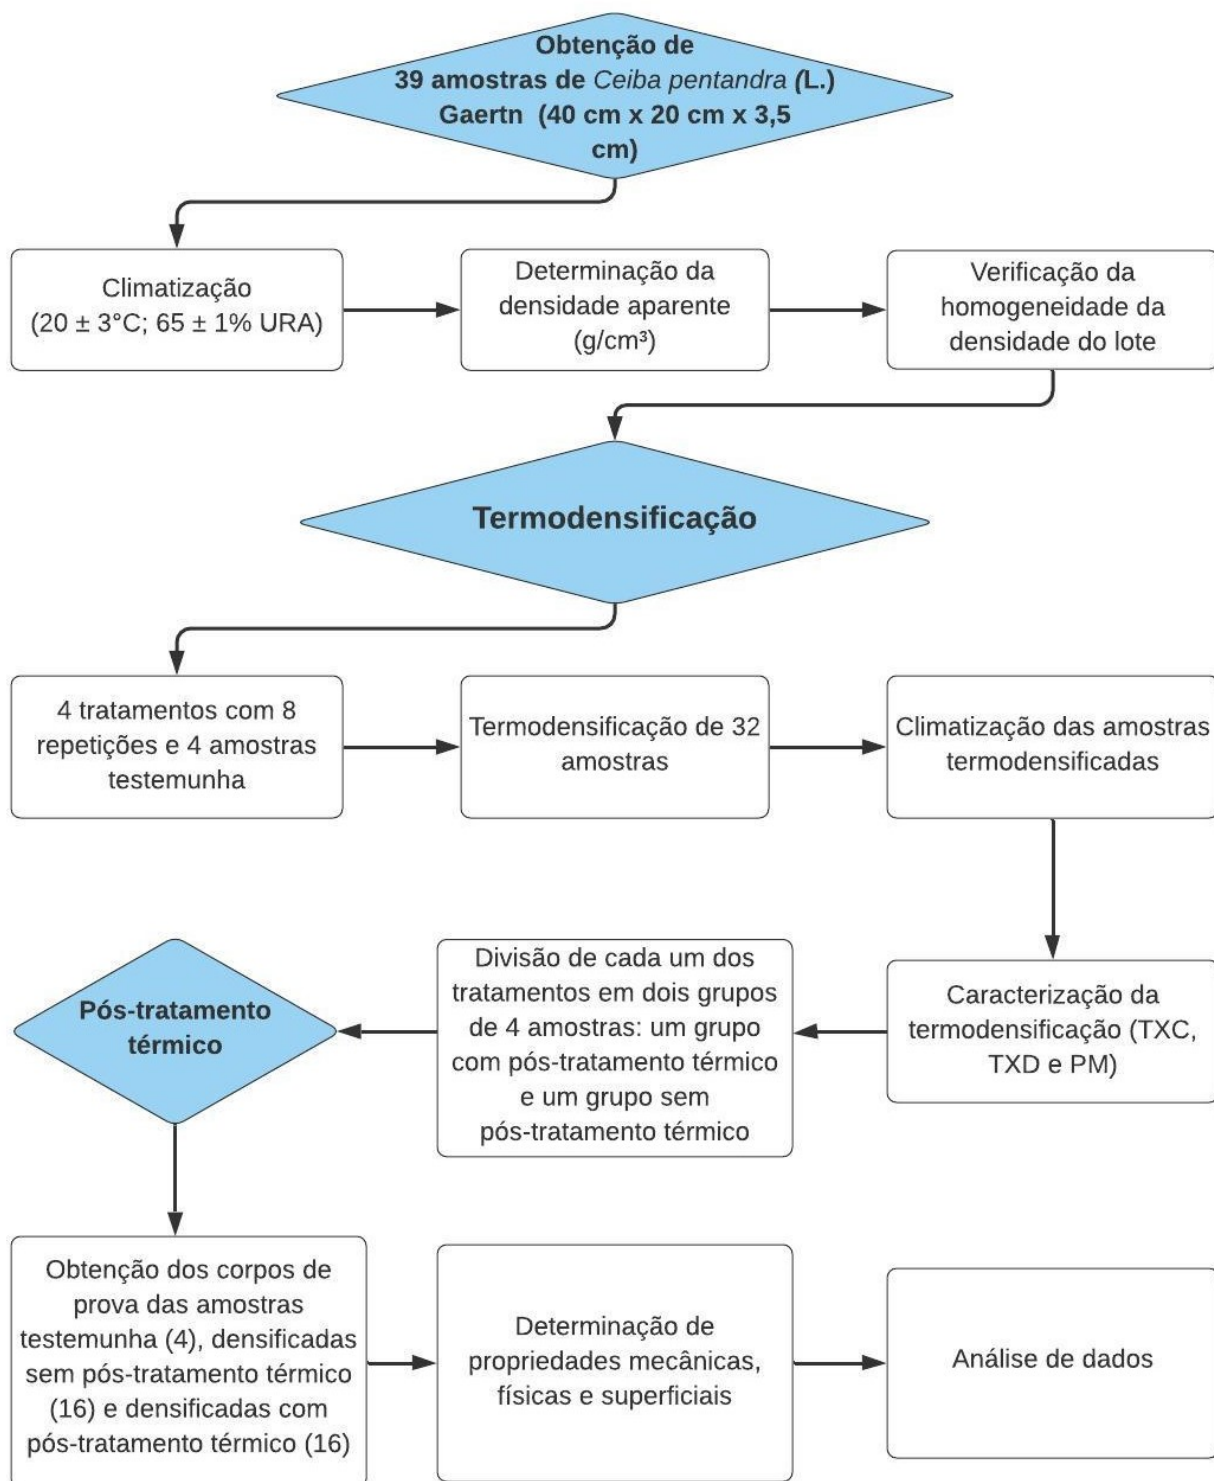 Obtenção de
39 amostras de Ceiba pentandra (L.)
Gaertn (40 cm x 20 cm x 3,5
cm)
Climatização
(20 ± 3°C; 65 ± 1% URA)
Determinação da
densidade aparente
(g/cm³)
Verificação da
homogeneidade da
densidade do lote
Termodensificação
4 tratamentos com 8
repetições e 4 amostras
testemunha
Termodensificação de 32
amostras
Climatização das amostras
termodensificadas
Caracterização da
termodensificação (TXC,
TXD e PM)
Divisão de cada um dos
tratamentos em dois grupos
de 4 amostras: um grupo
com pós-tratamento térmico
e um grupo sem
pós-tratamento térmico
Pós-tratamento
térmico
Obtenção dos corpos de
prova das amostras
testemunha (4), densificadas
sem pós-tratamento térmico
(16) e densificadas com
pós-tratamento térmico (16)
Determinação de
propriedades mecânicas,
físicas e superficiais
Análise de dados